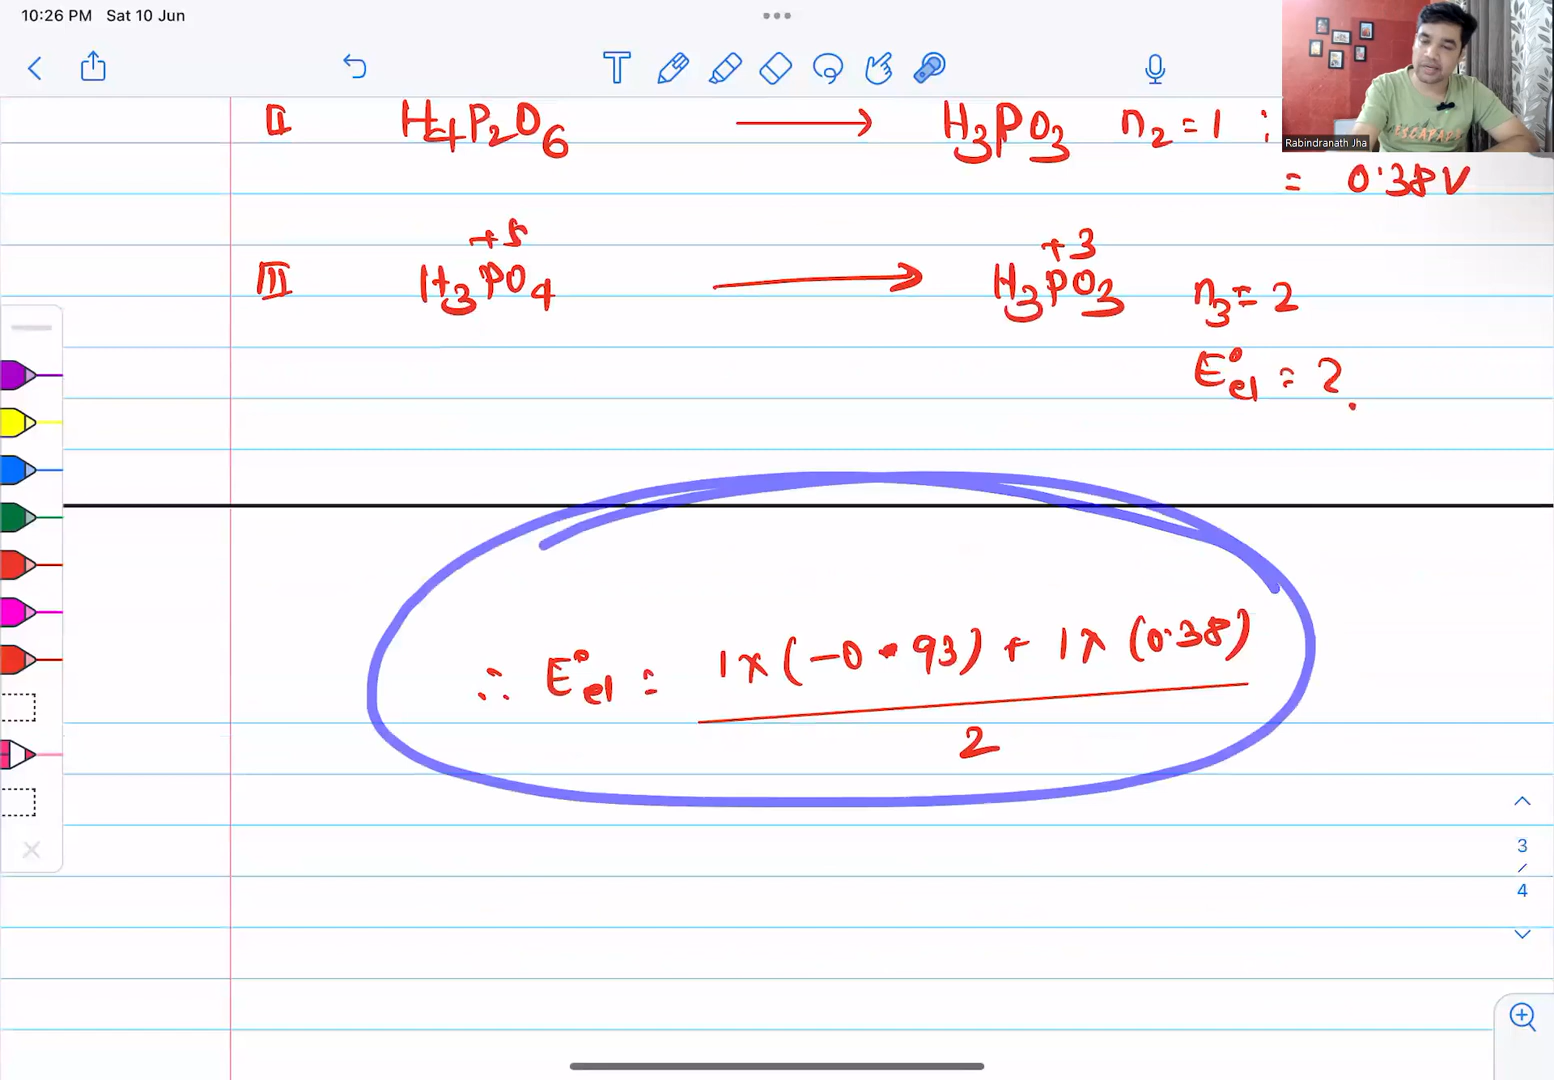 10:26 PM Sat 10 Jun
Rabindranath Jha
II H₄P₂O₆ ⟶ H₃PO₃ n₂ = 1 ;
= 0.38V
+5 +3
III H₃PO₄ ⟶ H₃PO₃ n₃ = 2
E°el = ?
∴ E°el = 1x(-0.93) + 1x(0.38)
2
3
/
4